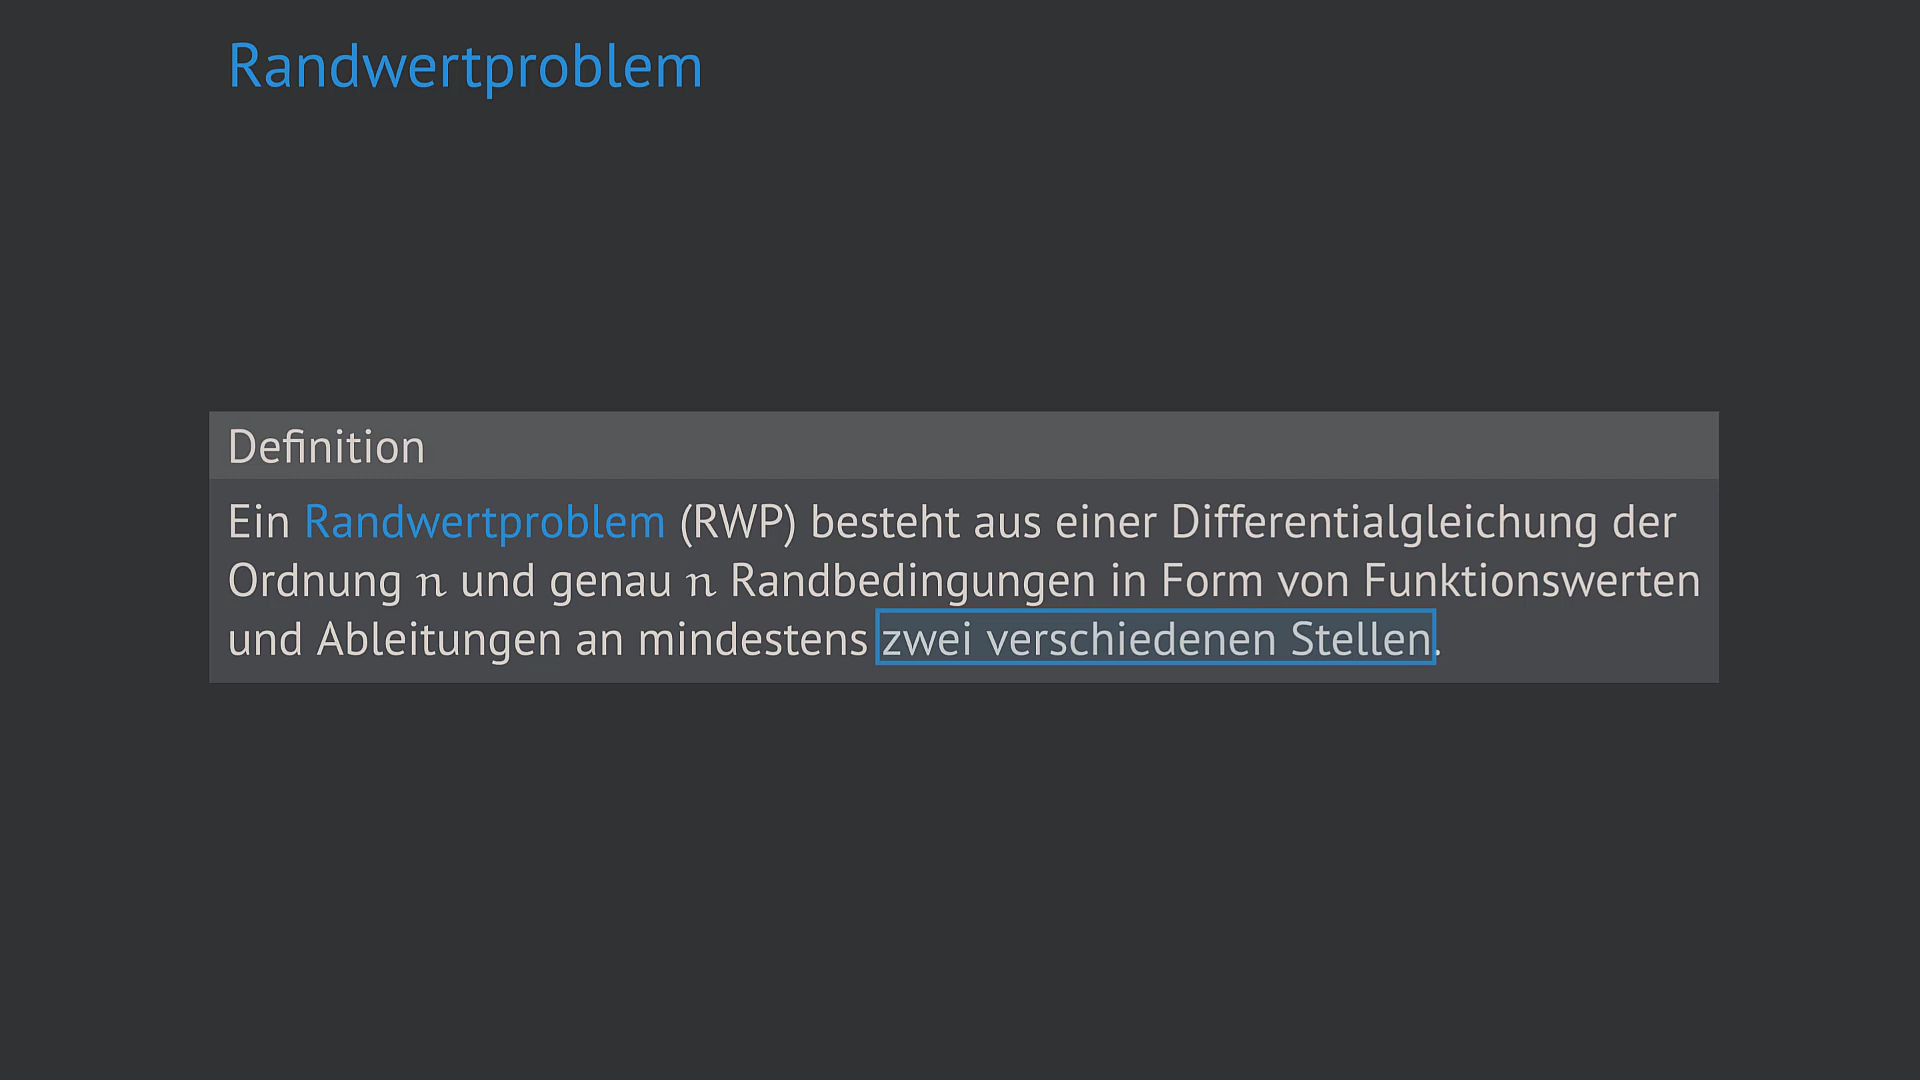 Randwertproblem
Definition
Ein Randwertproblem (RWP) besteht aus einer Differentialgleichung der
Ordnung n und genau n Randbedingungen in Form von Funktionswerten
und Ableitungen an mindestens zwei verschiedenen Stellen.